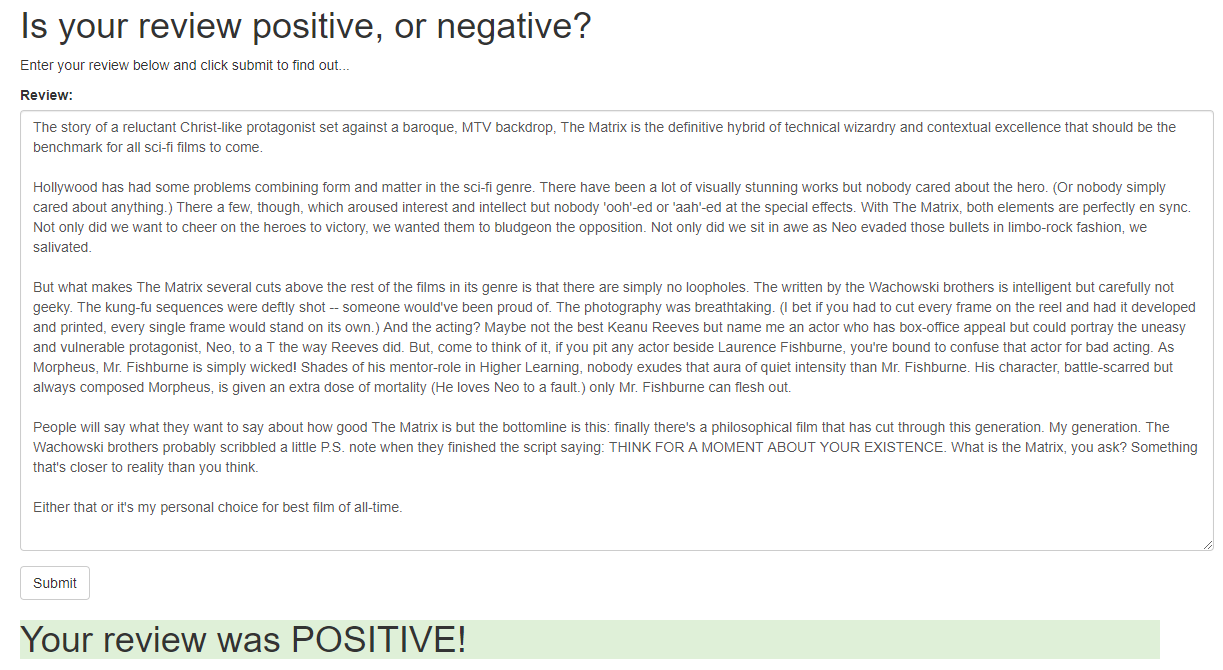 Is your review positive, or negative?
Enter your review below and click submit to find out...
Review:
The story of a reluctant Christ-like protagonist set against a baroque, MTV backdrop, The Matrix is the definitive hybrid of technical wizardry and contextual excellence that should be the
benchmark for all sci-fi films to come.
Hollywood has had some problems combining form and matter in the sci-fi genre. There have been a lot of visually stunning works but nobody cared about the hero. (Or nobody simply
cared about anything.) There a few, though, which aroused interest and intellect but nobody 'ooh'-ed or 'aah'-ed at the special effects. With The Matrix, both elements are perfectly en sync.
Not only did we want to cheer on the heroes to victory, we wanted them to bludgeon the opposition. Not only did we sit in awe as Neo evaded those bullets in limbo-rock fashion, we
salivated.
But what makes The Matrix several cuts above the rest of the films in its genre is that there are simply no loopholes. The written by the Wachowski brothers is intelligent but carefully not
geeky. The kung-fu sequences were deftly shot -- someone would've been proud of. The photography was breathtaking. (I bet if you had to cut every frame on the reel and had it developed
and printed, every single frame would stand on its own.) And the acting? Maybe not the best Keanu Reeves but name me an actor who has box-office appeal but could portray the uneasy
and vulnerable protagonist, Neo, to a T the way Reeves did. But, come to think of it, if you pit any actor beside Laurence Fishburne, you're bound to confuse that actor for bad acting. As
Morpheus, Mr. Fishburne is simply wicked! Shades of his mentor-role in Higher Learning, nobody exudes that aura of quiet intensity than Mr. Fishburne. His character, battle-scarred but
always composed Morpheus, is given an extra dose of mortality (He loves Neo to a fault.) only Mr. Fishburne can flesh out.
People will say what they want to say about how good The Matrix is but the bottomline is this: finally there's a philosophical film that has cut through this generation. My generation. The
Wachowski brothers probably scribbled a little P.S. note when they finished the script saying: THINK FOR A MOMENT ABOUT YOUR EXISTENCE. What is the Matrix, you ask? Something
that's closer to reality than you think.
Either that or it's my personal choice for best film of all-time.
Submit
Your review was POSITIVE!